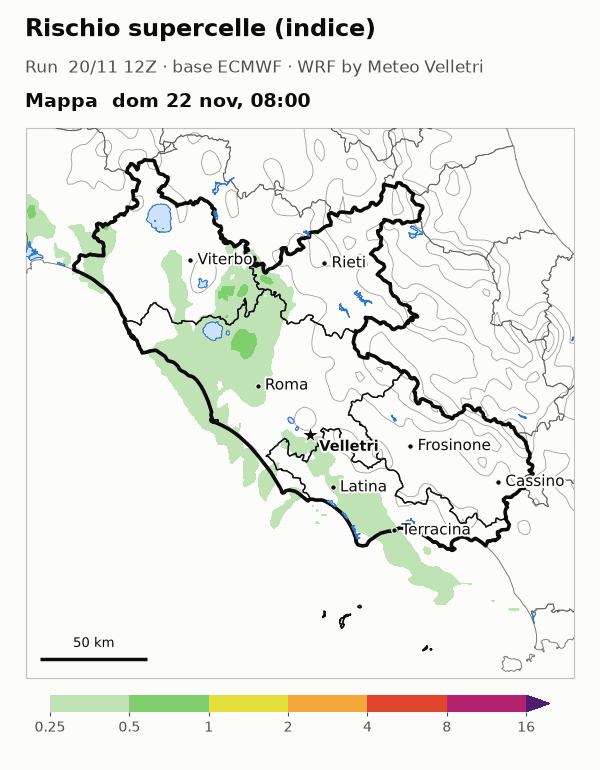 Rischio supercelle (indice)
Run  20/11 12Z · base ECMWF · WRF by Meteo Velletri
Mappa  dom 22 nov, 08:00
Viterbo
Rieti
Roma
Velletri
Frosinone
Cassino
Latina
Terracina
50 km
0.25 0.5 1 2 4 8 16